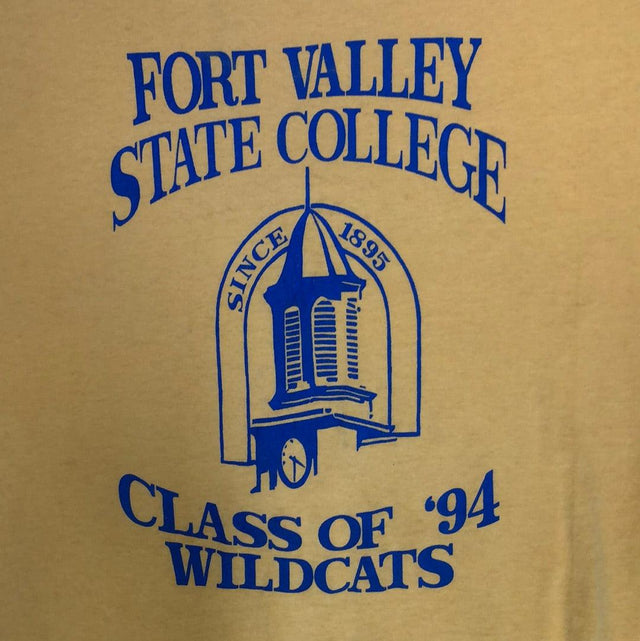 FORT VALLEY
STATE COLLEGE
SINCE 1895
CLASS OF '94
WILDCATS